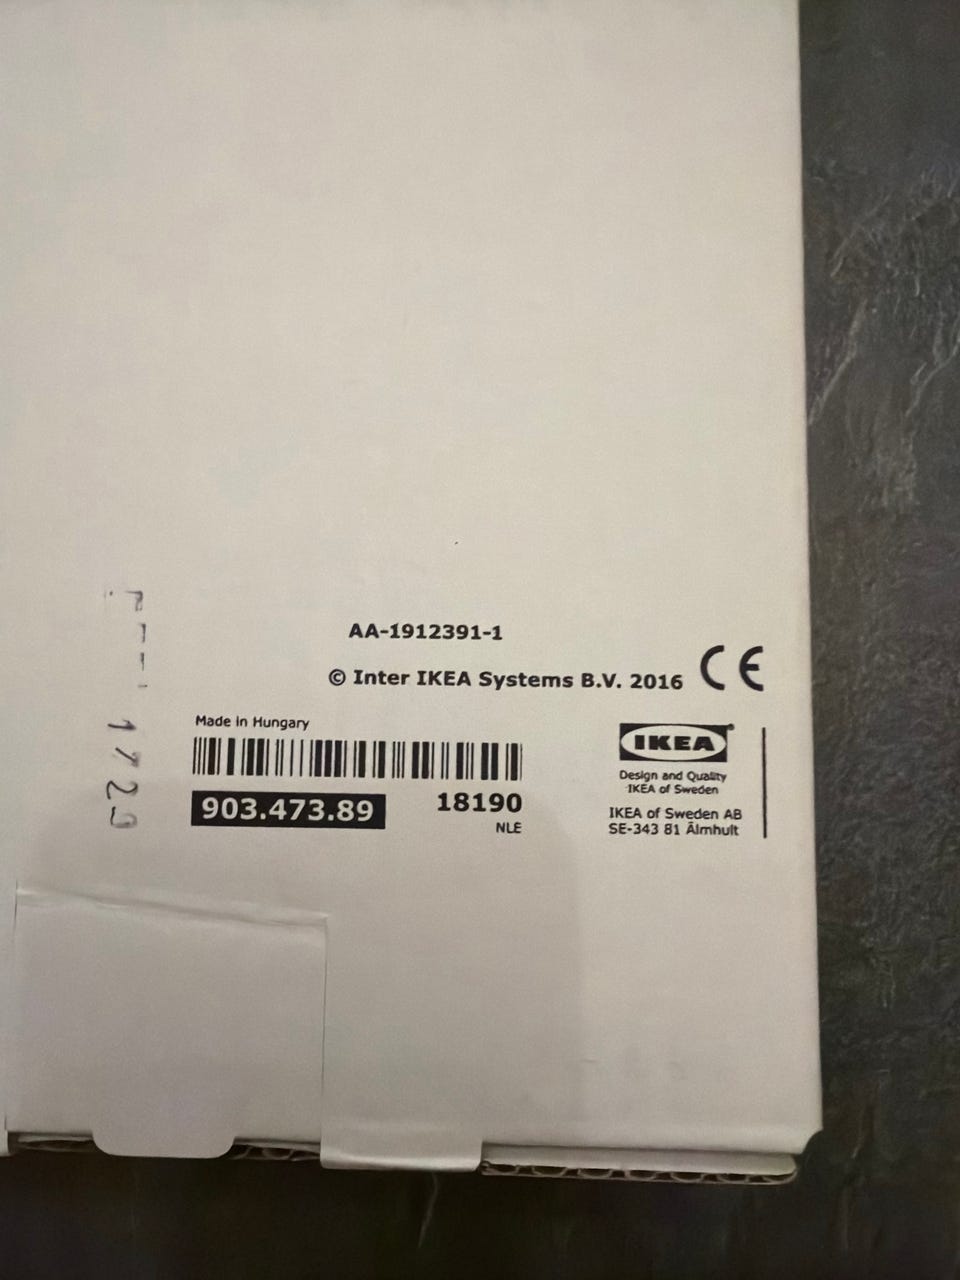 AA-1912391-1
© Inter IKEA Systems B.V. 2016
CE
Made in Hungary
903.473.89
18190
NLE
IKEA®
Design and Quality
IKEA of Sweden
IKEA of Sweden AB
SE-343 81 Älmhult